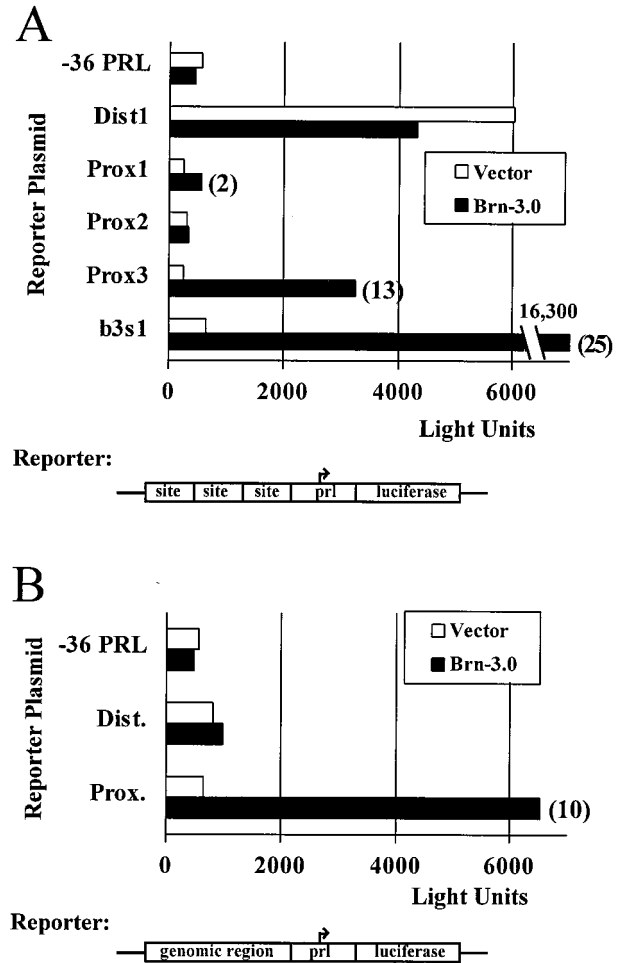 A
-36 PRL
Dist1
Prox1
(2)
Prox2
Prox3
(13)
b3s1
16,300
(25)
Reporter Plasmid
Vector
Brn-3.0
0 2000 4000 6000
Light Units
Reporter:
site site site prl luciferase
B
-36 PRL
Dist.
Prox.
(10)
Reporter Plasmid
Vector
Brn-3.0
0 2000 4000 6000
Light Units
Reporter:
genomic region prl luciferase